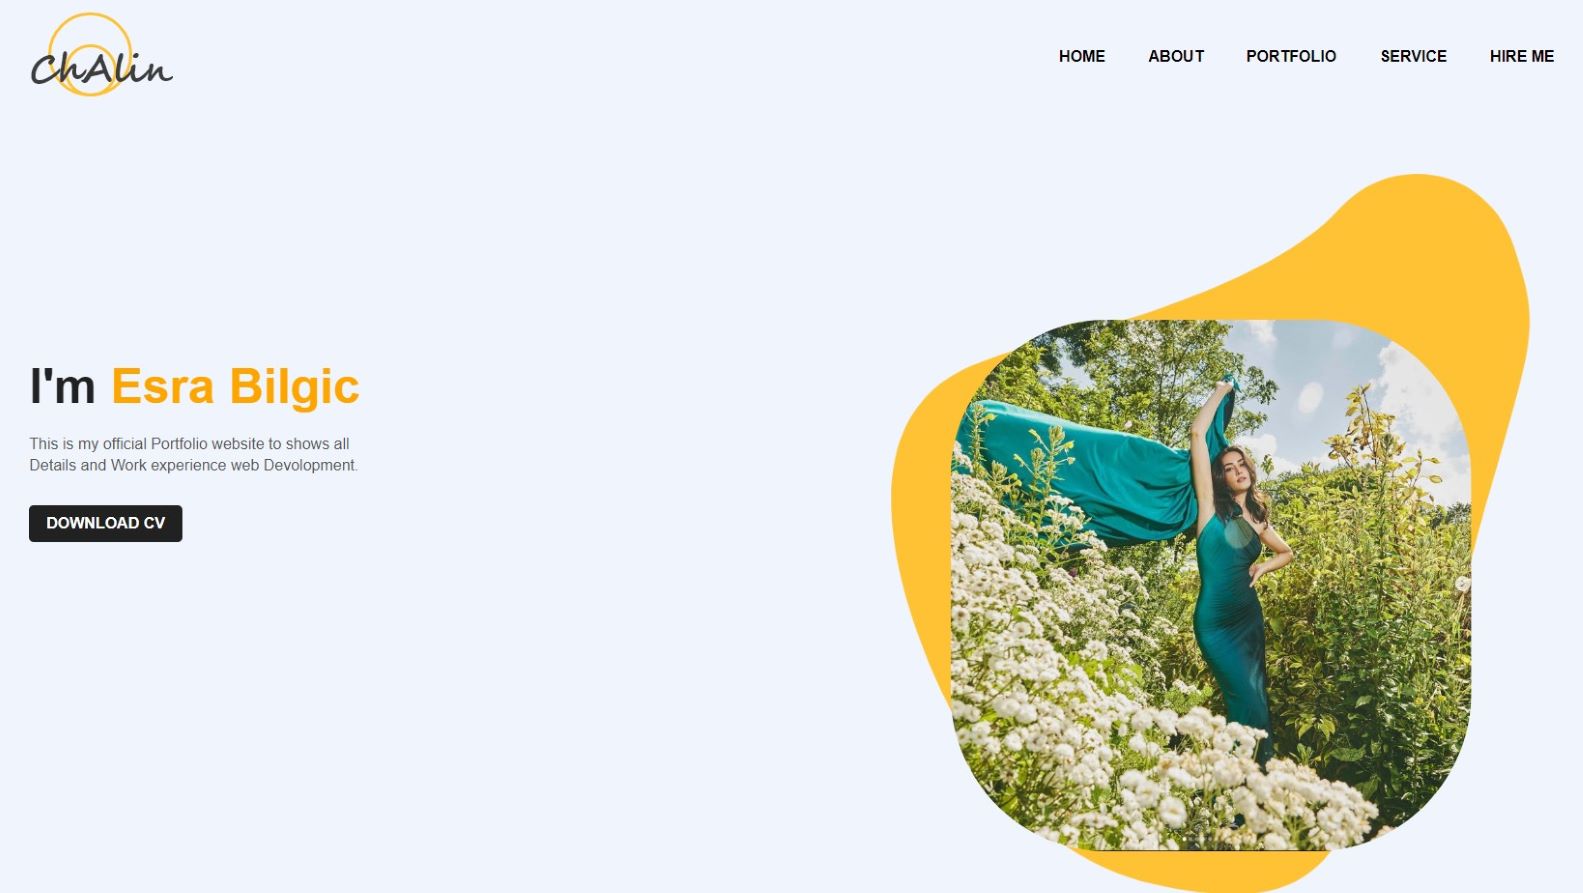 ChAlin
HOME
ABOUT
PORTFOLIO
SERVICE
HIRE ME
I'm Esra Bilgic
This is my official Portfolio website to shows all
Details and Work experience web Devolopment.
DOWNLOAD CV